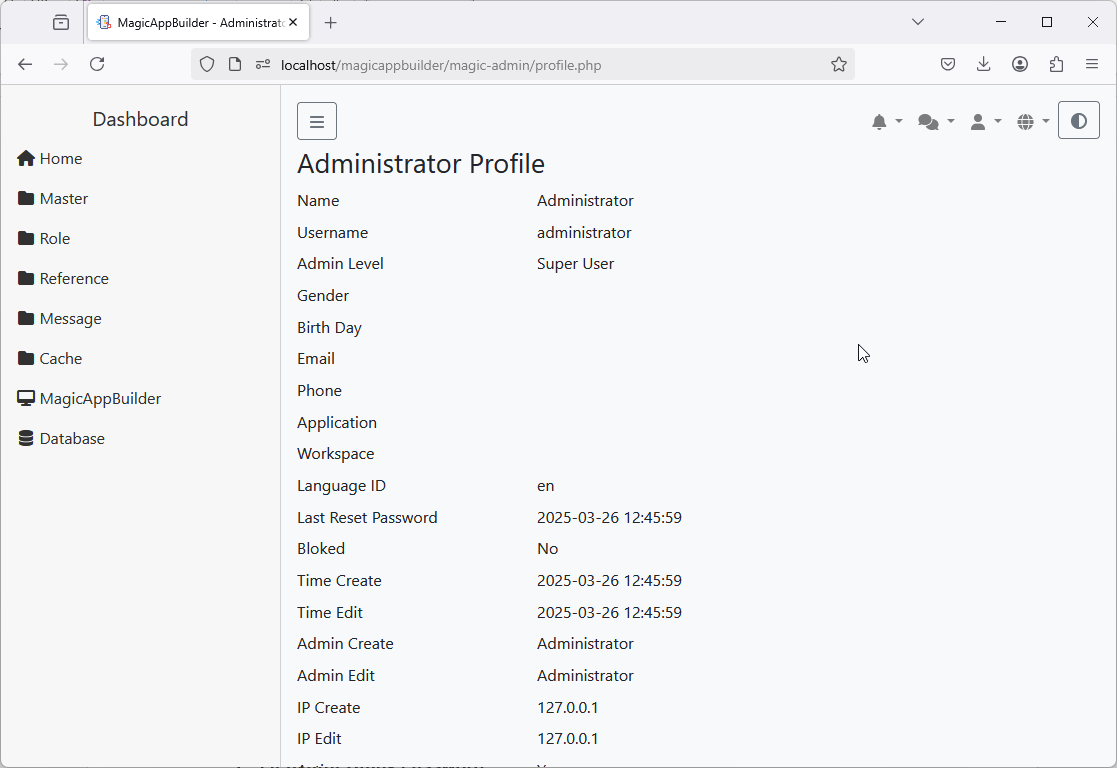 MagicAppBuilder - Administrat
localhost/magicappbuilder/magic-admin/profile.php
Dashboard
Home
Master
Role
Reference
Message
Cache
MagicAppBuilder
Database
Administrator Profile
Name Administrator
Username administrator
Admin Level Super User
Gender
Birth Day
Email
Phone
Application
Workspace
Language ID en
Last Reset Password 2025-03-26 12:45:59
Bloked No
Time Create 2025-03-26 12:45:59
Time Edit 2025-03-26 12:45:59
Admin Create Administrator
Admin Edit Administrator
IP Create 127.0.0.1
IP Edit 127.0.0.1